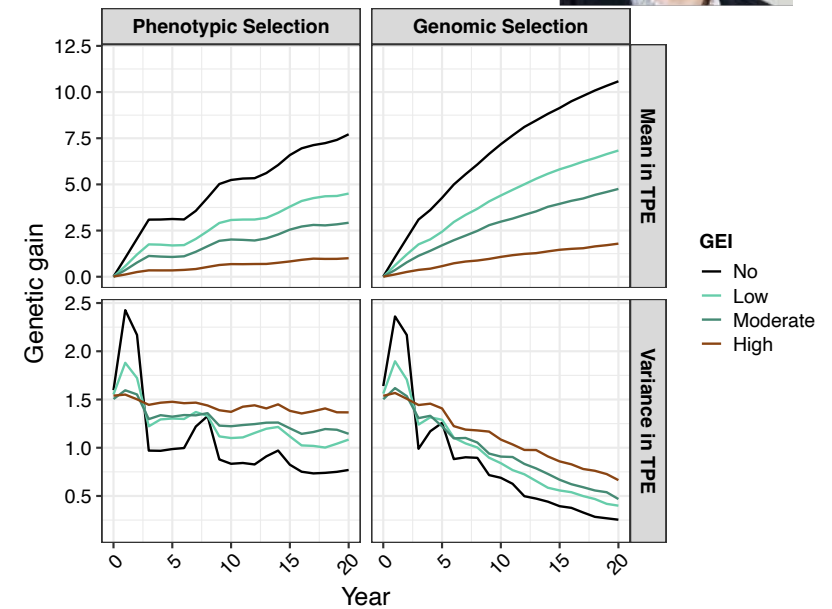 Phenotypic Selection
Genomic Selection
12.5
10.0
7.5
5.0
2.5
0.0
Mean in TPE
2.5
2.0
1.5
1.0
0.5
Variance in TPE
Genetic gain
0 5 10 15 20
0 5 10 15 20
Year
GEI
No
Low
Moderate
High